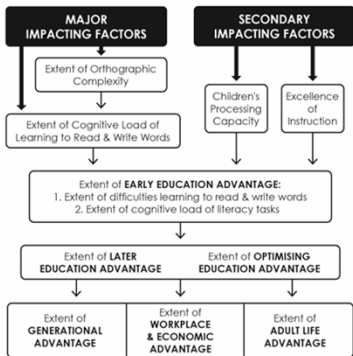 MAJOR
IMPACTING FACTORS
SECONDARY
IMPACTING FACTORS
Extent of Orthographic
Complexity
Children's
Processing
Capacity
Excellence
of
Instruction
Extent of Cognitive Load of
Learning to Read & Write Words
Extent of EARLY EDUCATION ADVANTAGE:
1. Extent of difficulties learning to read & write words
2. Extent of cognitive load of literacy tasks
Extent of LATER
EDUCATION ADVANTAGE
Extent of OPTIMISING
EDUCATION ADVANTAGE
Extent of
GENERATIONAL
ADVANTAGE
Extent of
WORKPLACE
& ECONOMIC
ADVANTAGE
Extent of
ADULT LIFE
ADVANTAGE